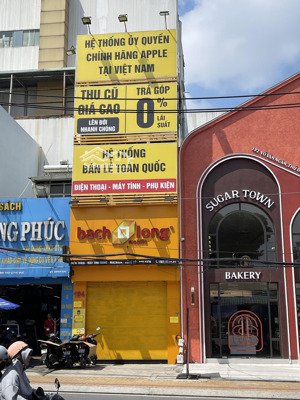 HỆ THỐNG ỦY QUYỀN
CHÍNH HÃNG APPLE
TẠI VIỆT NAM
THU CŨ
GIÁ CAO
LÊN ĐỜI
NHANH CHÓNG
TRẢ GÓP
0%
LÃI SUẤT
HỆ THỐNG
BÁN LẺ TOÀN QUỐC
ĐIỆN THOẠI - MÁY TÍNH - PHỤ KIỆN
bach long
SÁCH
NG PHÚC
SUGAR TOWN
BAKERY